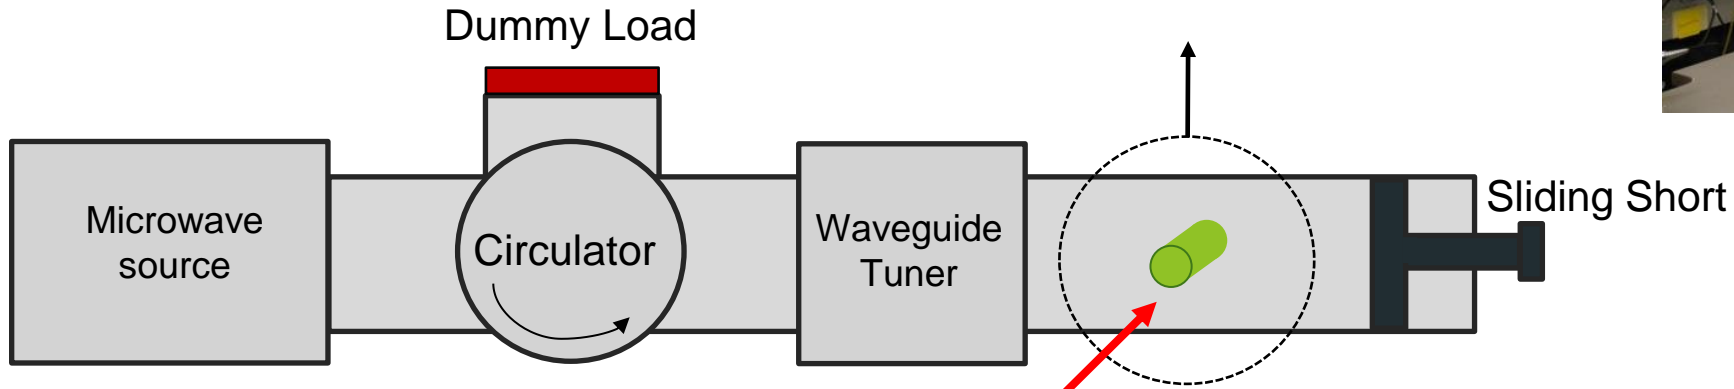 Dummy Load
Microwave
source
Circulator
Waveguide
Tuner
Sliding Short